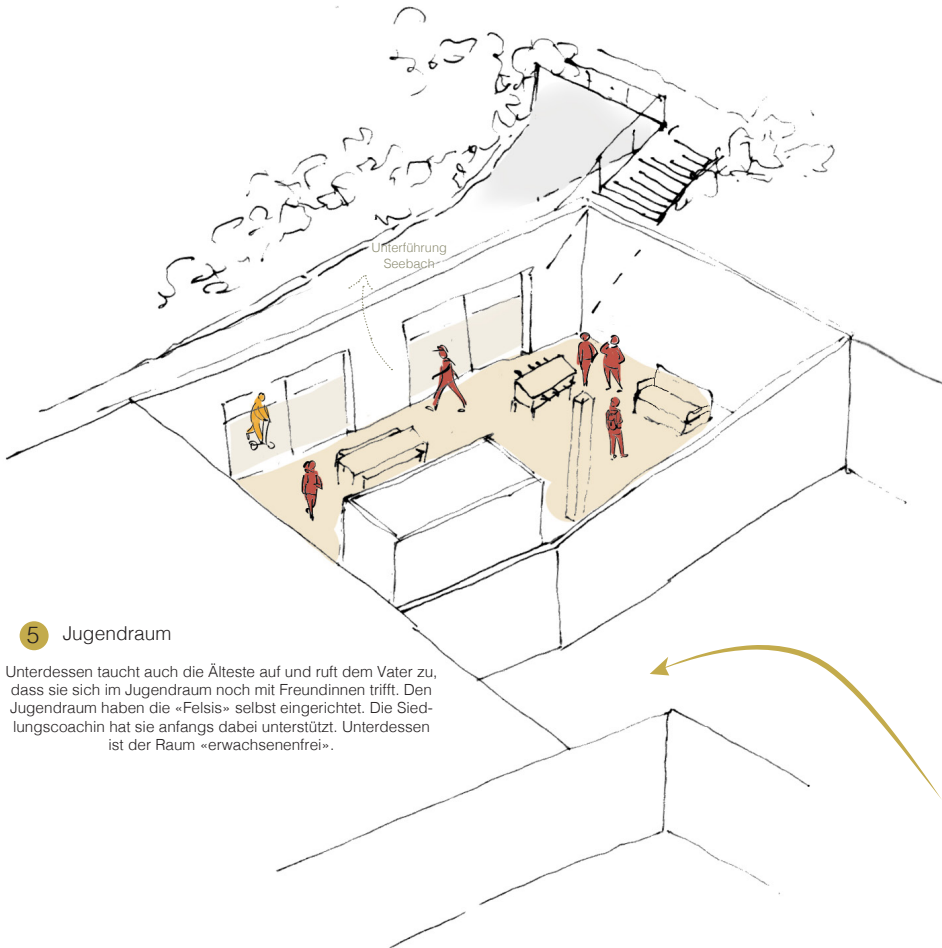 Unterführung
Seebach
5 Jugendraum
Unterdessen taucht auch die Älteste auf und ruft dem Vater zu,
dass sie sich im Jugendraum noch mit Freundinnen trifft. Den
Jugendraum haben die «Felsis» selbst eingerichtet. Die Sied-
lungscoachin hat sie anfangs dabei unterstützt. Unterdessen
ist der Raum «erwachsenenfrei».